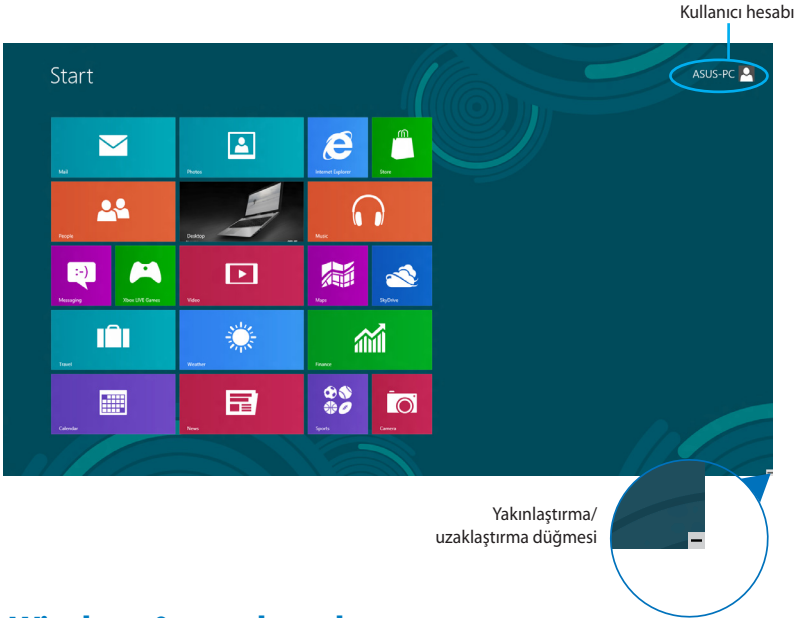 Kullanıcı hesabı
Start
ASUS-PC
Mail
Photos
Internet Explorer
Store
People
Desktop
Music
Messaging
Xbox LIVE Games
Video
Maps
SkyDrive
Travel
Weather
Finance
Calendar
News
Sports
Camera
Yakınlaştırma/
uzaklaştırma düğmesi